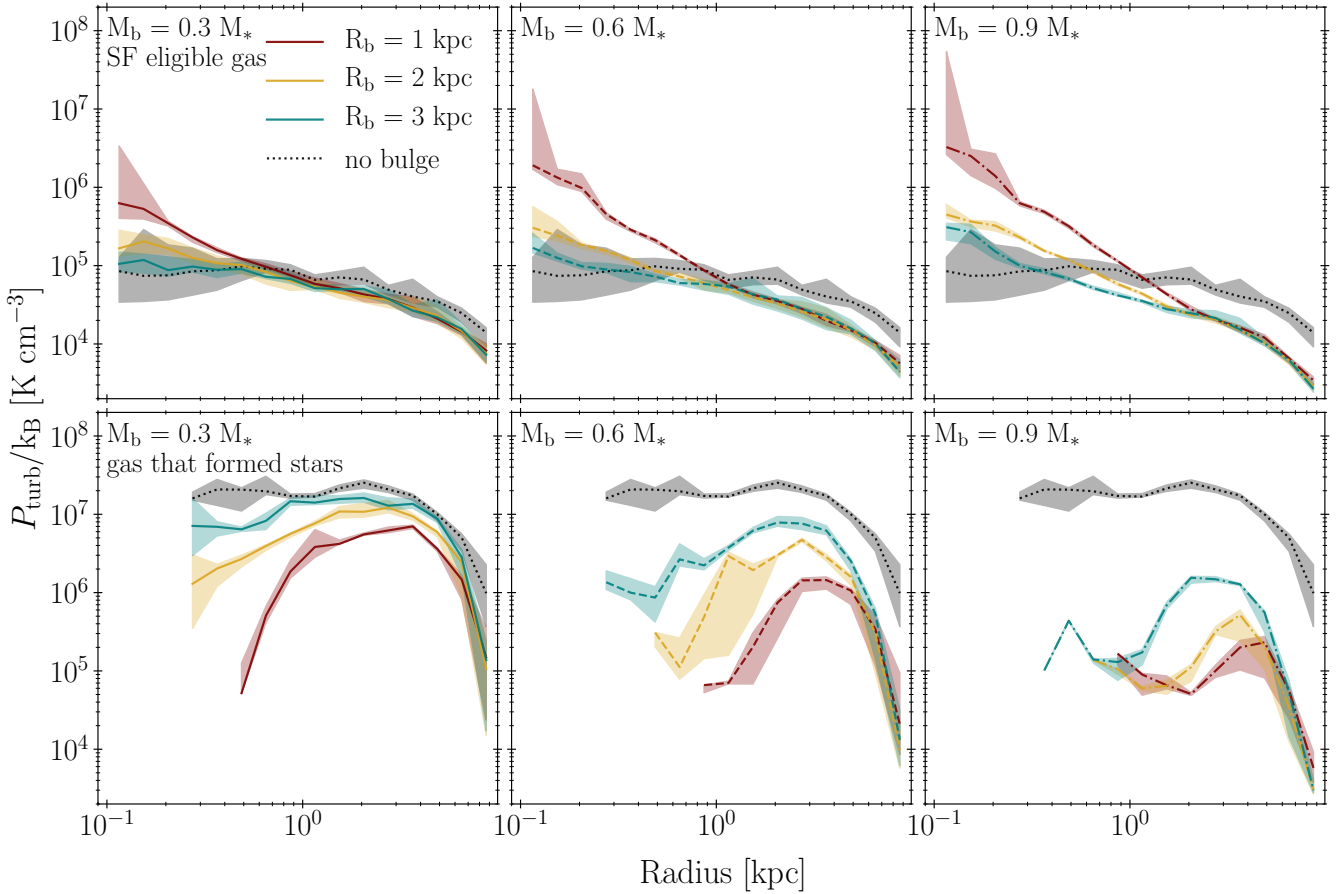 M_b = 0.3 M_*
SF eligible gas
R_b = 1 kpc
R_b = 2 kpc
R_b = 3 kpc
no bulge
M_b = 0.6 M_*
M_b = 0.9 M_*
10^8
10^7
10^6
10^5
10^4
P_turb/k_B [K cm^−3]
M_b = 0.3 M_*
gas that formed stars
M_b = 0.6 M_*
M_b = 0.9 M_*
10^8
10^7
10^6
10^5
10^4
10^−1 10^0 10^−1 10^0 10^−1 10^0
Radius [kpc]